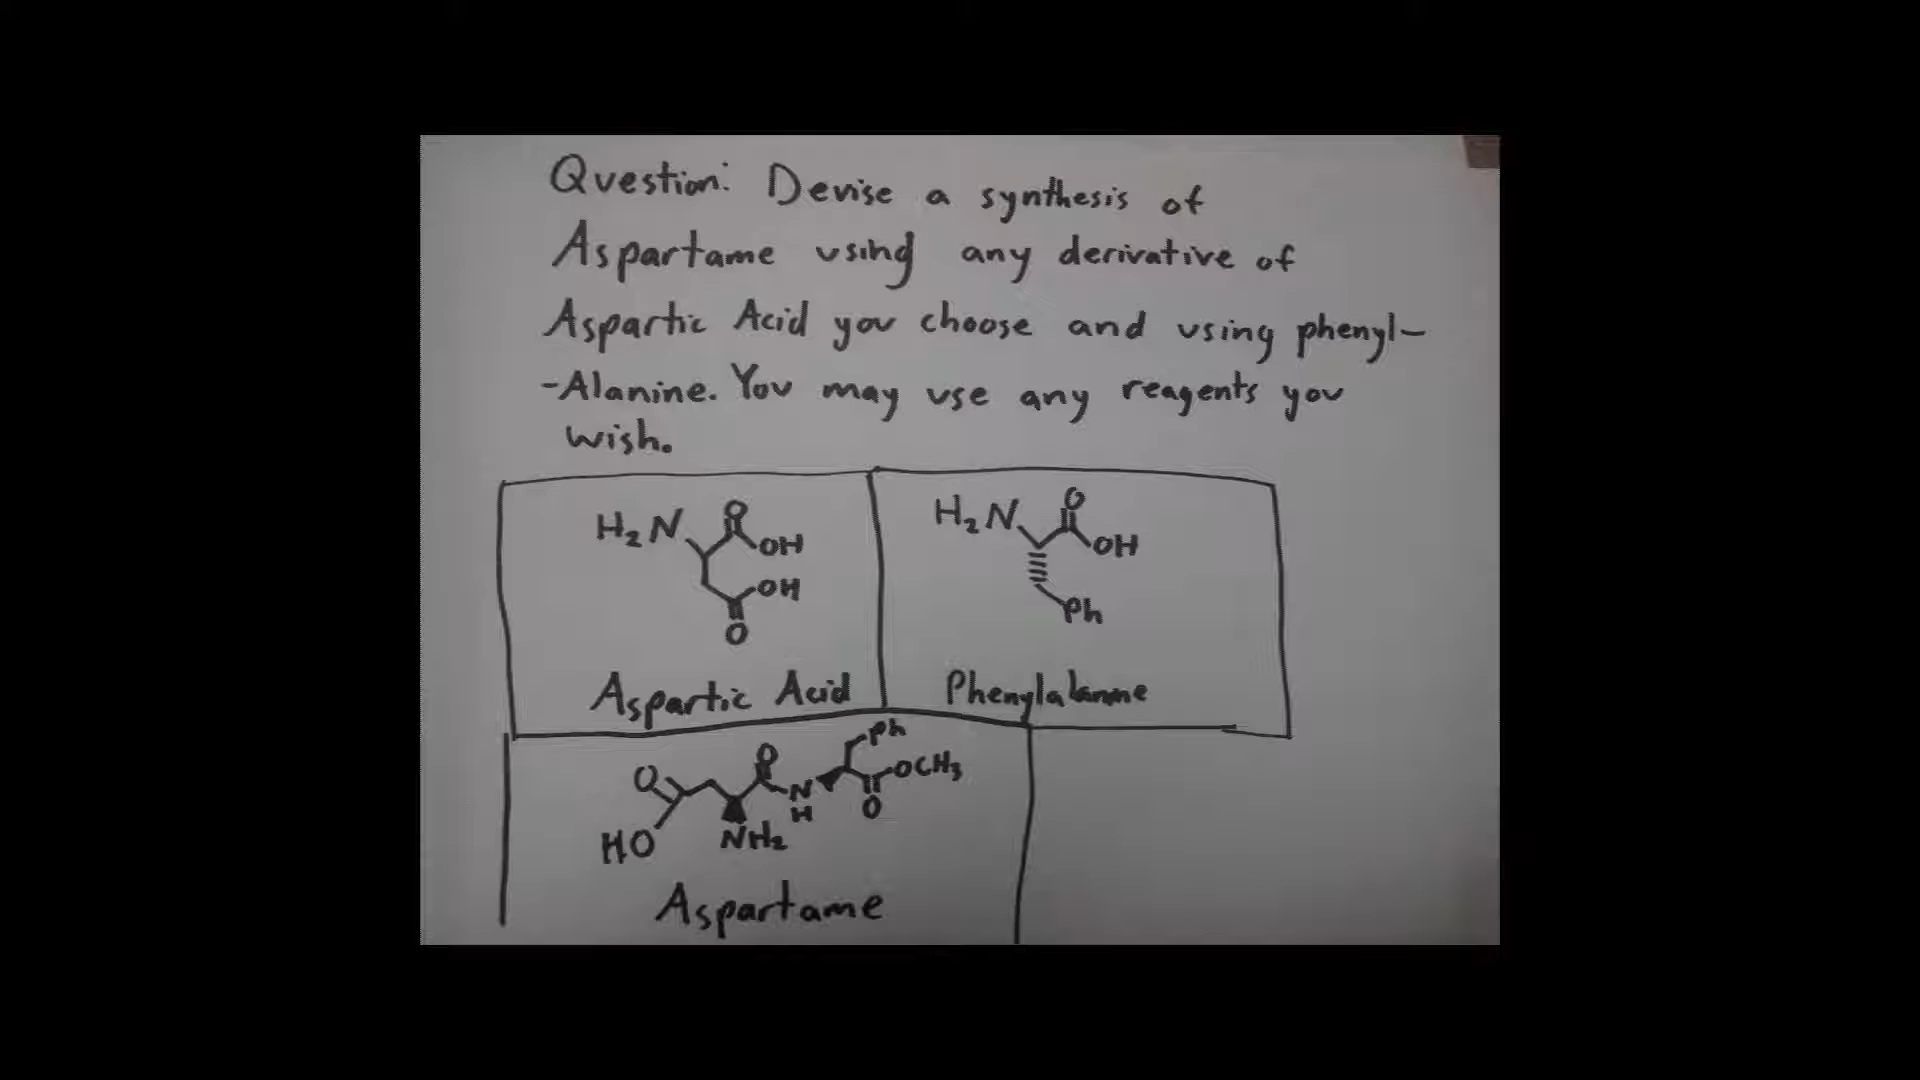 Question: Devise a synthesis of
Aspartame using any derivative of
Aspartic Acid you choose and using phenyl-
-Alanine. You may use any reagents you
wish.
H₂N O OH
OH
O
Aspartic Acid
H₂N O OH
Ph
Phenylalanine
O O Ph
HO NH₂ N H O OCH₃
Aspartame